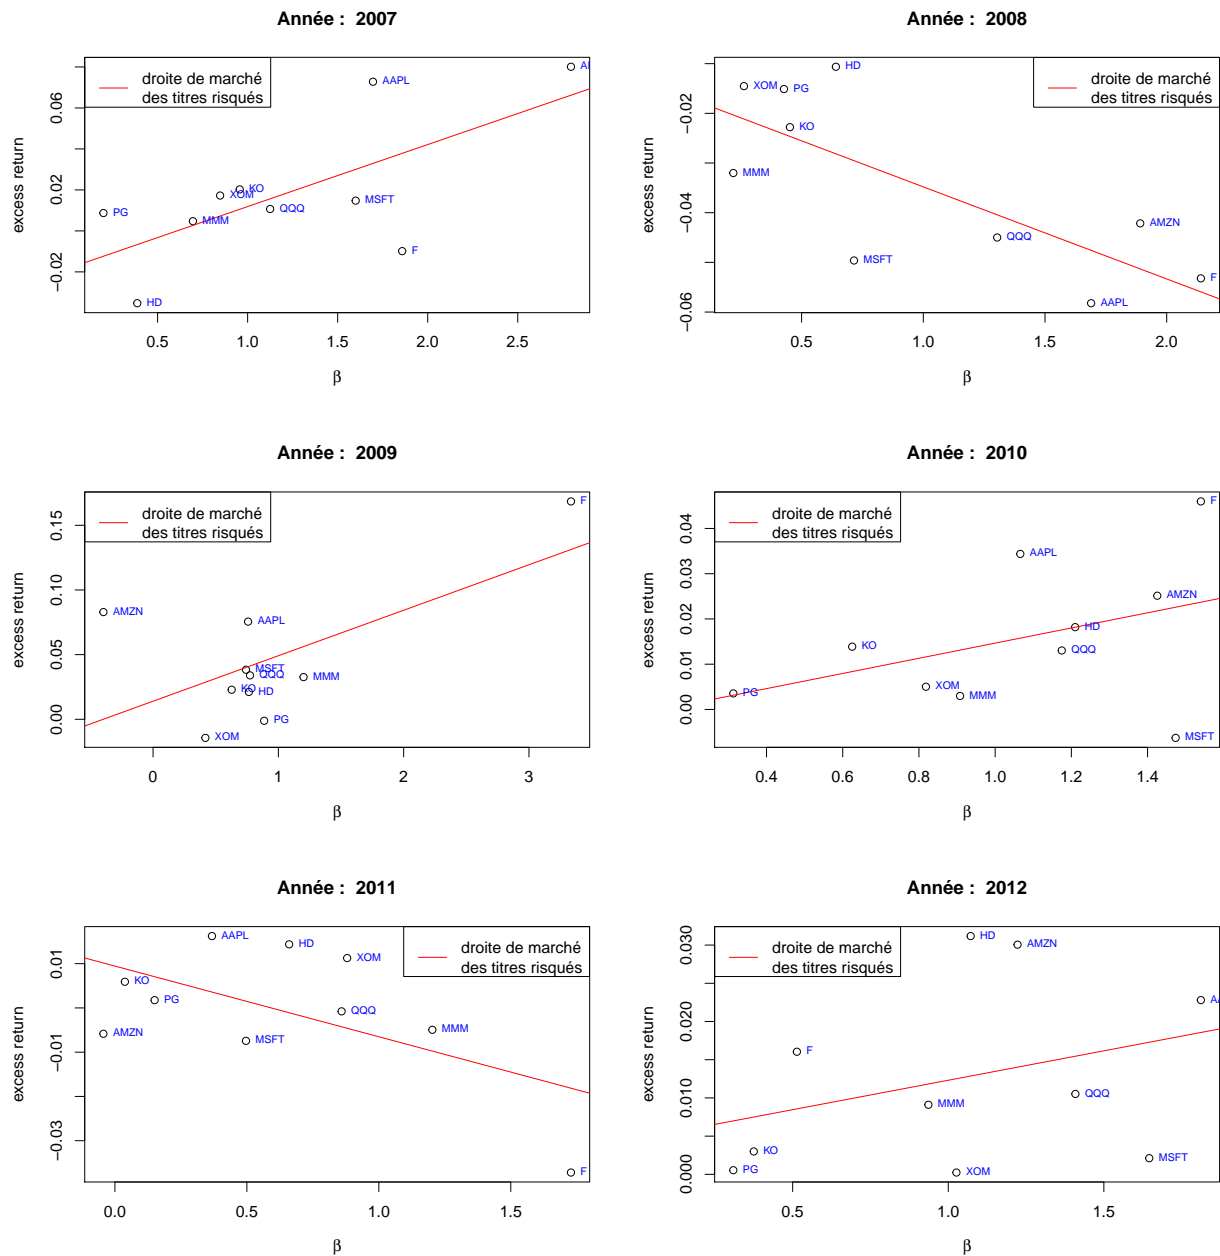 Année : 2007
droite de marché
des titres risqués
AAPL
PG
HD
MMM
XOM
KO
QQQ
MSFT
F
excess return
−0.02
0.02
0.06
0.5
1.0
1.5
2.0
2.5
β
Année : 2008
droite de marché
des titres risqués
HD
XOM
PG
KO
MMM
MSFT
QQQ
AMZN
AAPL
F
excess return
−0.06
−0.04
−0.02
0.5
1.0
1.5
2.0
β
Année : 2009
droite de marché
des titres risqués
F
AMZN
AAPL
MSFT
QQQ
KO
HD
MMM
PG
XOM
excess return
0.00
0.05
0.10
0.15
0
1
2
3
β
Année : 2010
droite de marché
des titres risqués
F
AAPL
AMZN
HD
KO
QQQ
XOM
PG
MMM
MSFT
excess return
0.00
0.01
0.02
0.03
0.04
0.4
0.6
0.8
1.0
1.2
1.4
β
Année : 2011
droite de marché
des titres risqués
AAPL
HD
XOM
KO
PG
QQQ
AMZN
MSFT
MMM
F
excess return
−0.03
−0.01
0.01
0.0
0.5
1.0
1.5
β
Année : 2012
droite de marché
des titres risqués
HD
AMZN
F
MMM
QQQ
KO
PG
XOM
MSFT
excess return
0.000
0.010
0.020
0.030
0.5
1.0
1.5
β